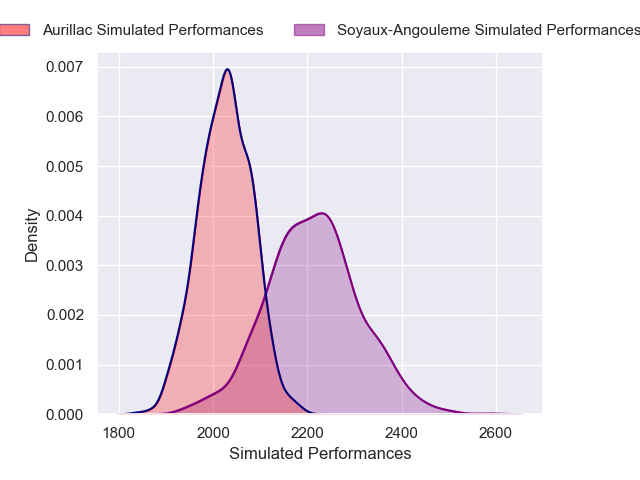 Aurillac Simulated Performances
Soyaux-Angouleme Simulated Performances
0.007
0.006
0.005
0.004
0.003
0.002
0.001
0.000
Density
1800 2000 2200 2400 2600
Simulated Performances